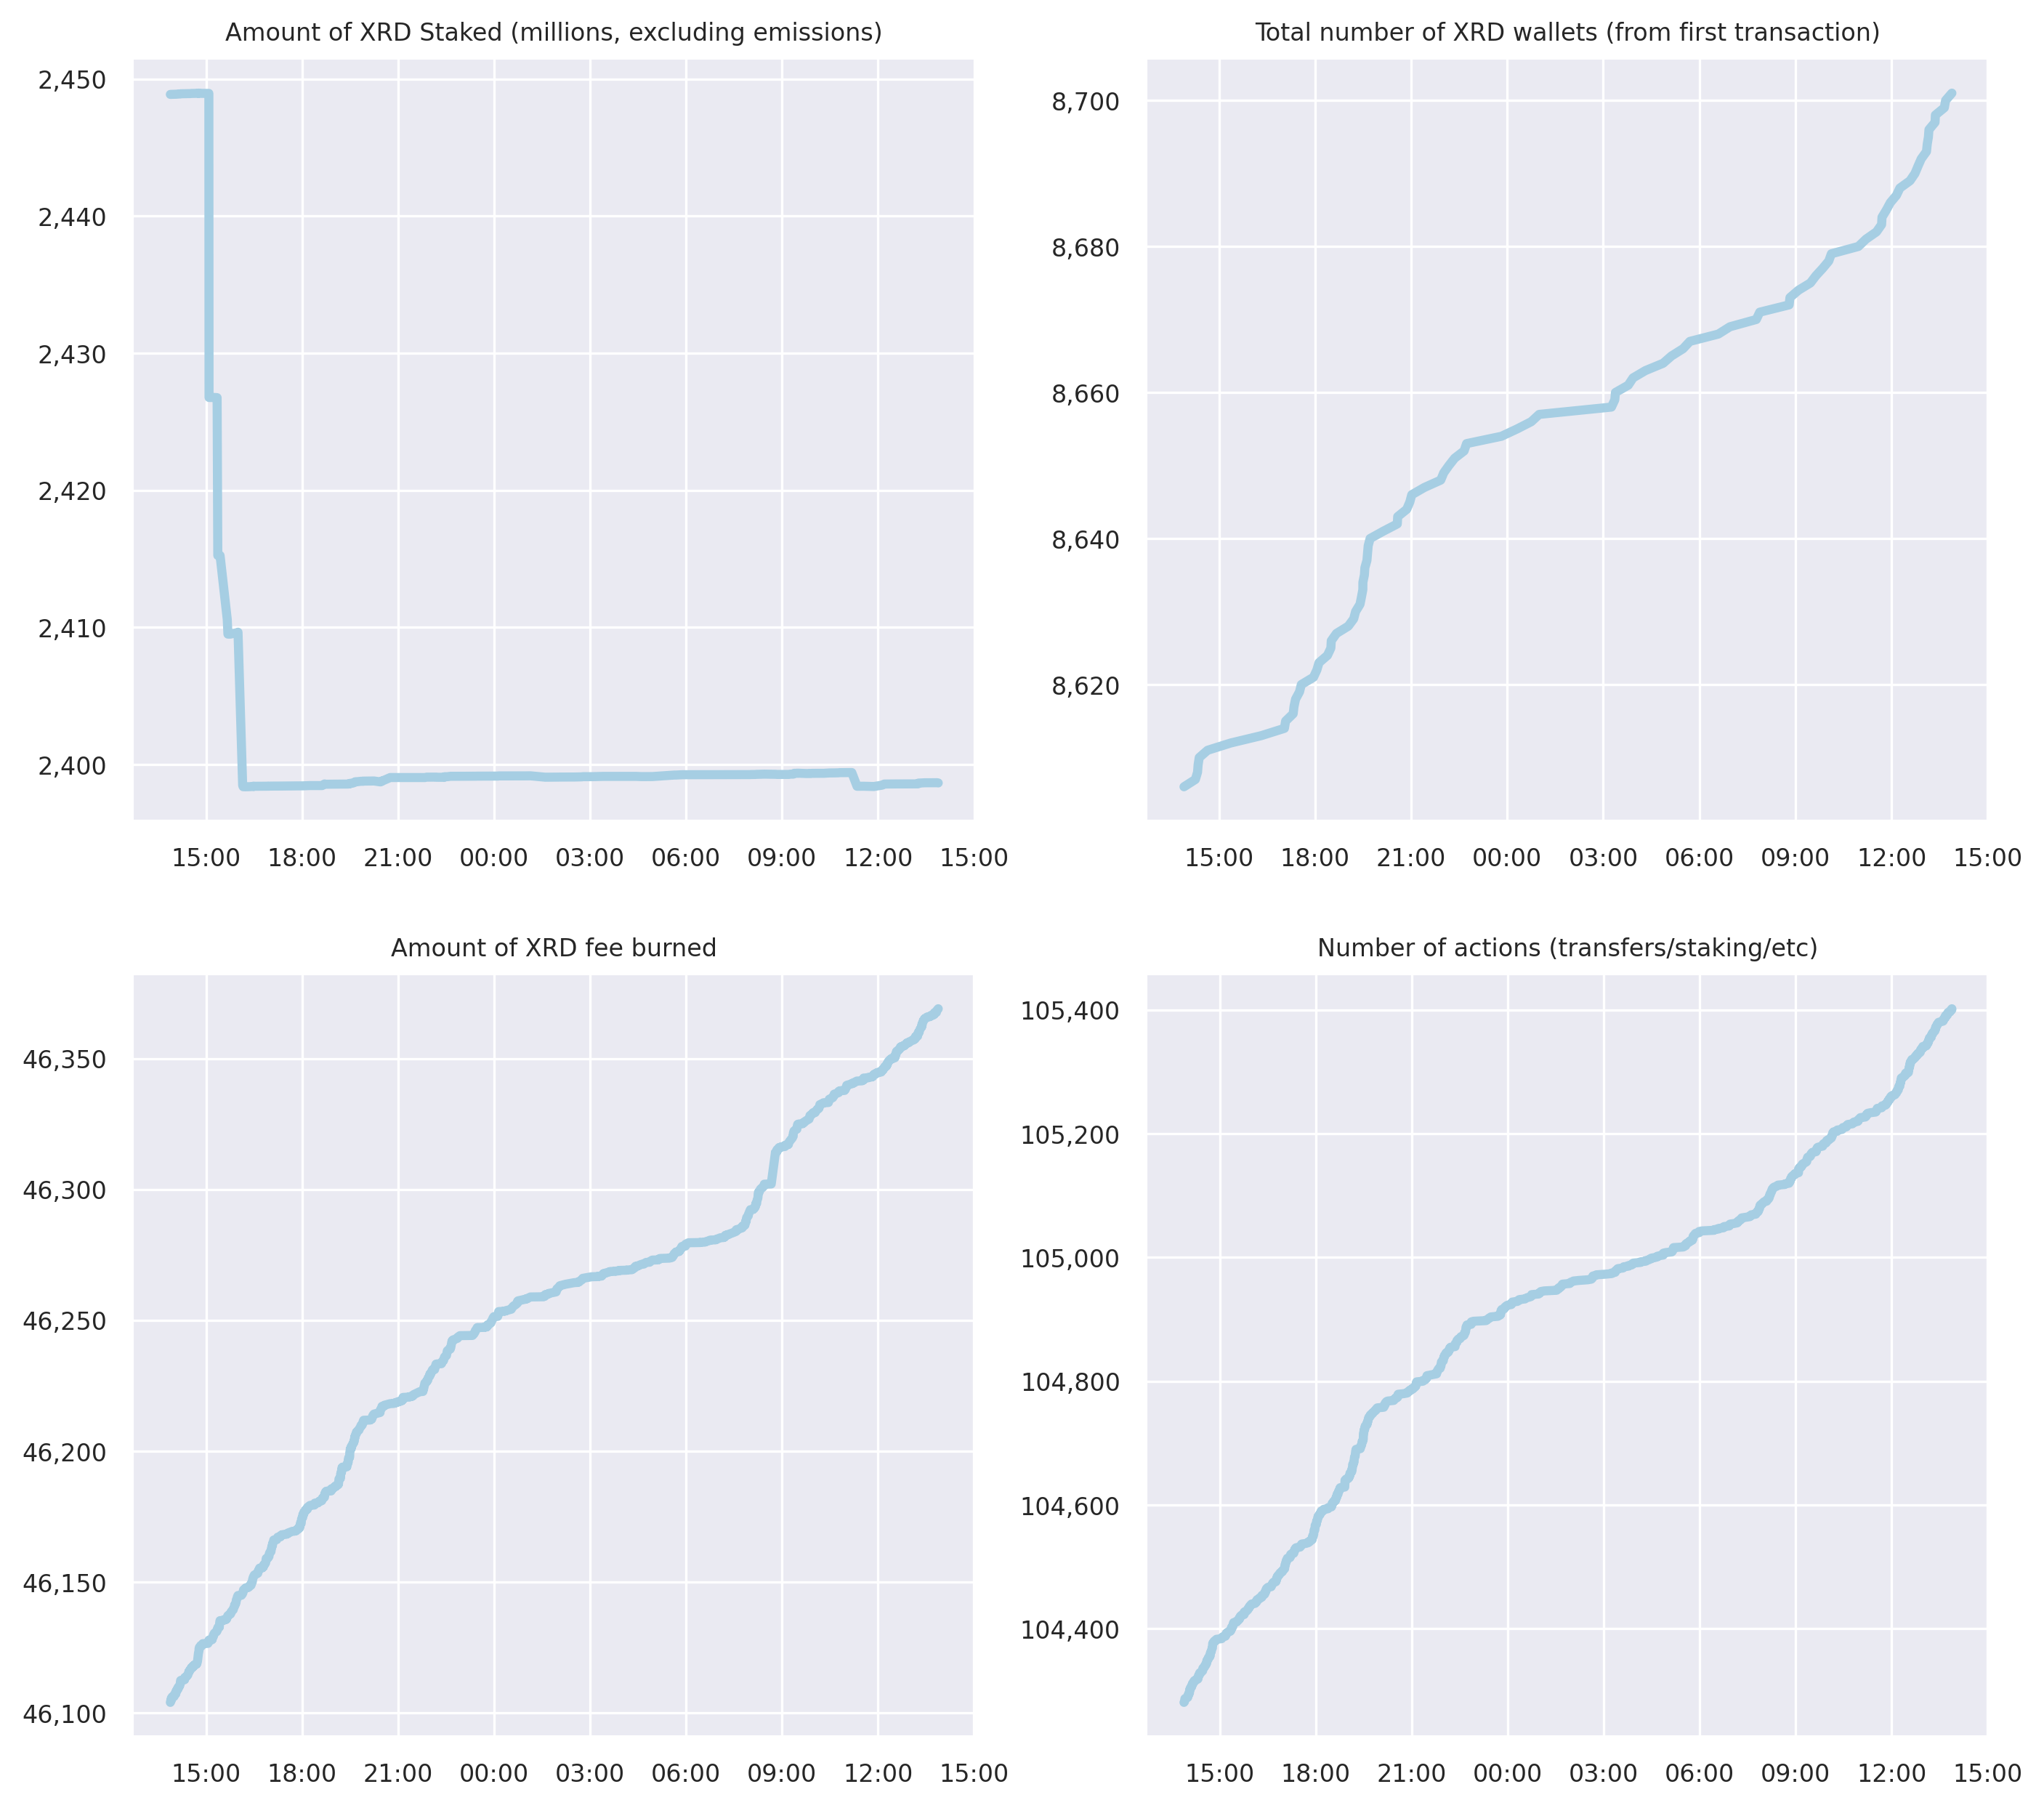 Amount of XRD Staked (millions, excluding emissions)
2,450
2,440
2,430
2,420
2,410
2,400
15:00 18:00 21:00 00:00 03:00 06:00 09:00 12:00 15:00
Total number of XRD wallets (from first transaction)
8,700
8,680
8,660
8,640
8,620
15:00 18:00 21:00 00:00 03:00 06:00 09:00 12:00 15:00
Amount of XRD fee burned
46,350
46,300
46,250
46,200
46,150
46,100
15:00 18:00 21:00 00:00 03:00 06:00 09:00 12:00 15:00
Number of actions (transfers/staking/etc)
105,400
105,200
105,000
104,800
104,600
104,400
15:00 18:00 21:00 00:00 03:00 06:00 09:00 12:00 15:00